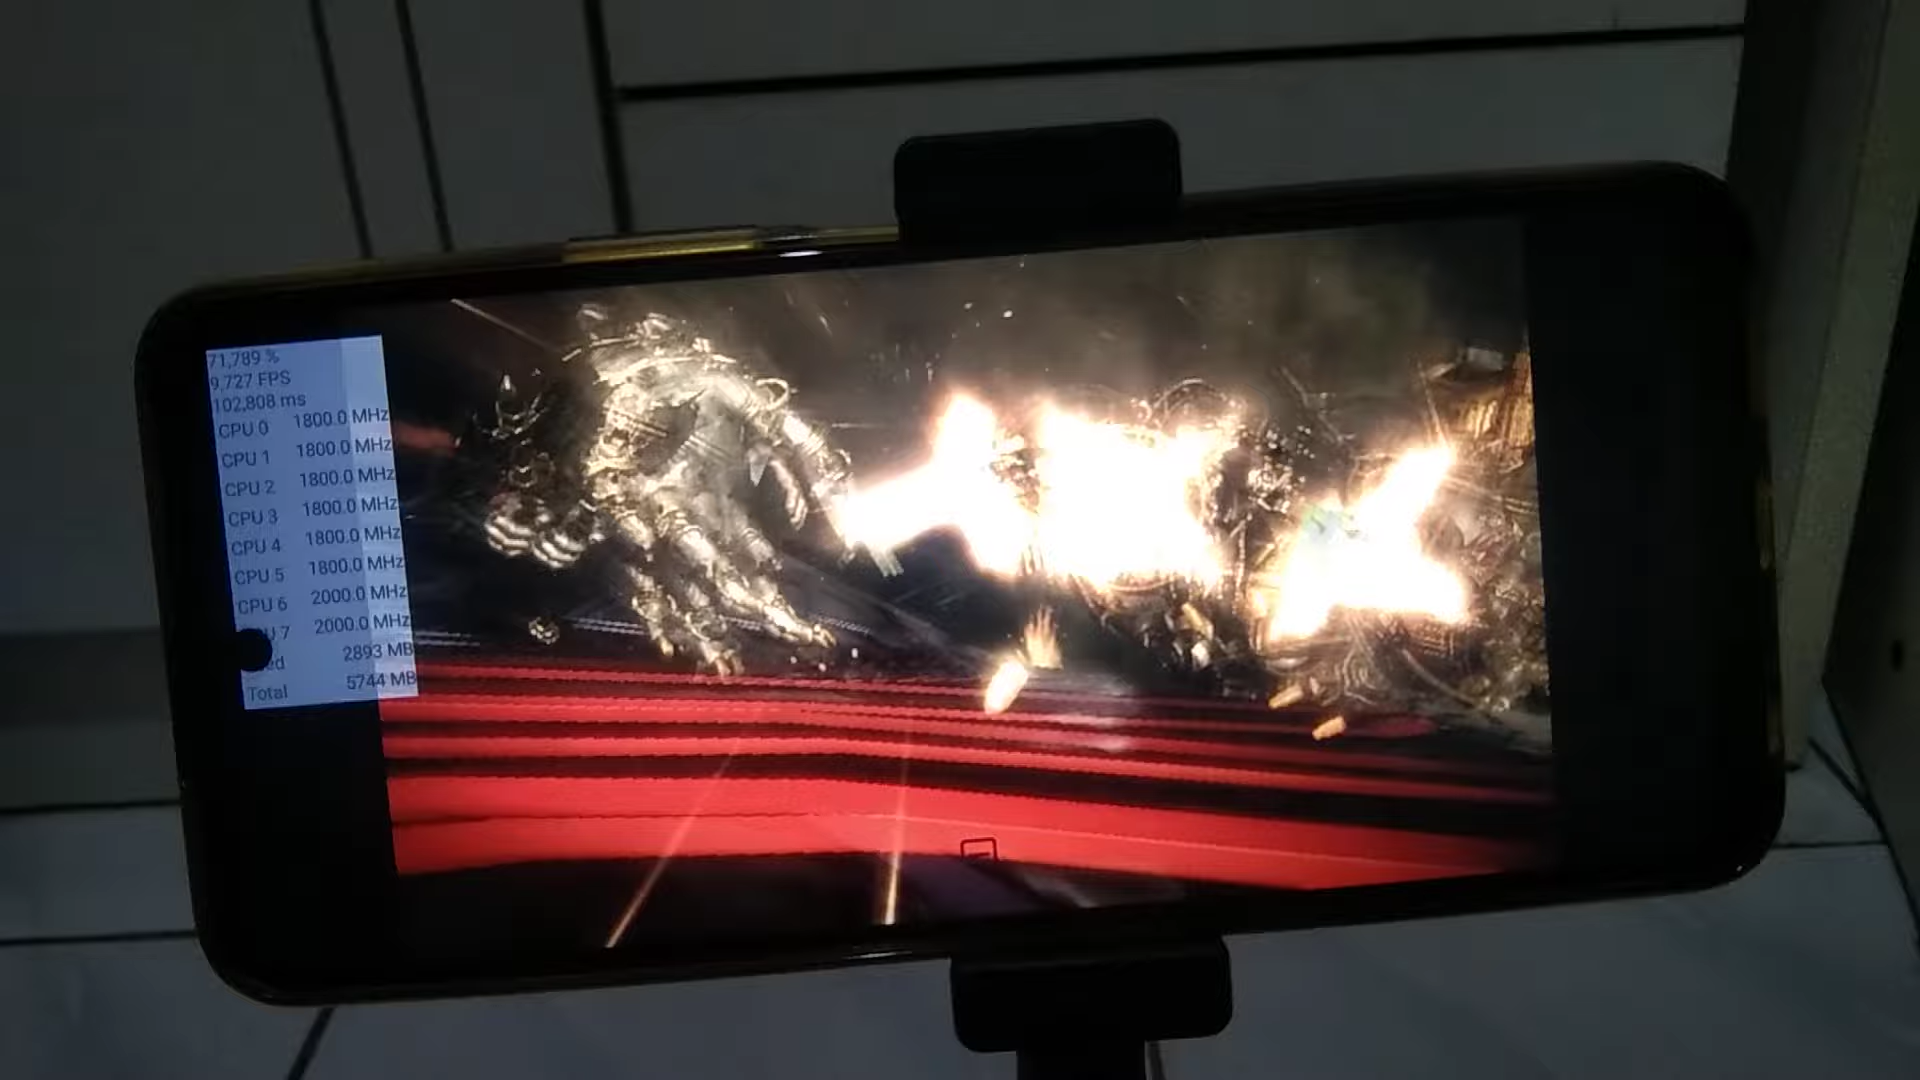 71,789 %
9,727 FPS
102,808 ms
CPU 0 1800.0 MHz
CPU 1 1800.0 MHz
CPU 2 1800.0 MHz
CPU 3 1800.0 MHz
CPU 4 1800.0 MHz
CPU 5 1800.0 MHz
CPU 6 2000.0 MHz
7 2000.0 MHz
2893 MB
Total 5744 MB